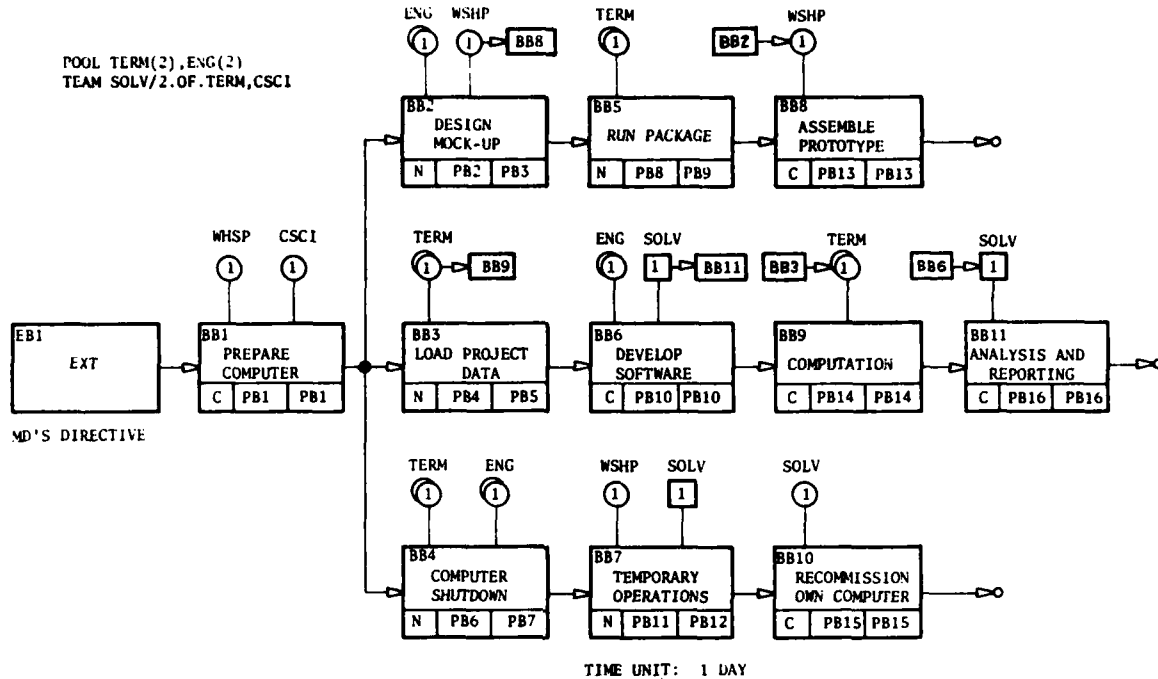 POOL TERM(2),ENG(2)
TEAM SOLV/2.OF.TERM,CSCI
ENG WSHP
1 1 BB8
BB2
DESIGN
MOCK-UP
N PB2 PB3
TERM
1
BB5
RUN PACKAGE
N PB8 PB9
WSHP
BB2 1
BB8
ASSEMBLE
PROTOTYPE
C PB13 PB13
EB1
EXT
MD'S DIRECTIVE
WHSP CSCI
1 1
BB1
PREPARE
COMPUTER
C PB1 PB1
TERM
1 BB9
BB3
LOAD PROJECT
DATA
N PB4 PB5
ENG SOLV
1 1 BB11
BB6
DEVELOP
SOFTWARE
C PB10 PB10
TERM
BB3 1
BB9
COMPUTATION
C PB14 PB14
SOLV
BB6 1
BB11
ANALYSIS AND
REPORTING
C PB16 PB16
TERM ENG
1 1
BB4
COMPUTER
SHUTDOWN
N PB6 PB7
WSHP SOLV
1 1
BB7
TEMPORARY
OPERATIONS
N PB11 PB12
SOLV
1
BB10
RECOMMISSION
OWN COMPUTER
C PB15 PB15
TIME UNIT: 1 DAY